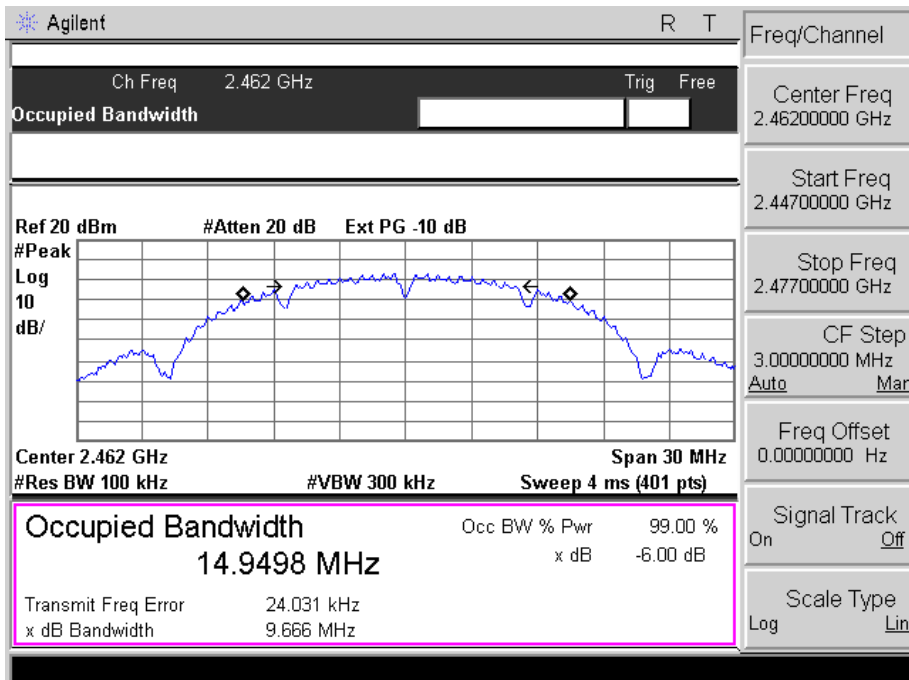 Agilent R T
Freq/Channel
Ch Freq 2.462 GHz Trig Free
Occupied Bandwidth
Center Freq
2.46200000 GHz
Start Freq
2.44700000 GHz
Stop Freq
2.47700000 GHz
CF Step
3.00000000 MHz
Auto Man
Freq Offset
0.00000000 Hz
Signal Track
On Off
Scale Type
Log Lin
Ref 20 dBm #Atten 20 dB Ext PG -10 dB
#Peak
Log
10
dB/
Center 2.462 GHz Span 30 MHz
#Res BW 100 kHz #VBW 300 kHz Sweep 4 ms (401 pts)
Occupied Bandwidth Occ BW % Pwr 99.00 %
14.9498 MHz x dB -6.00 dB
Transmit Freq Error 24.031 kHz
x dB Bandwidth 9.666 MHz